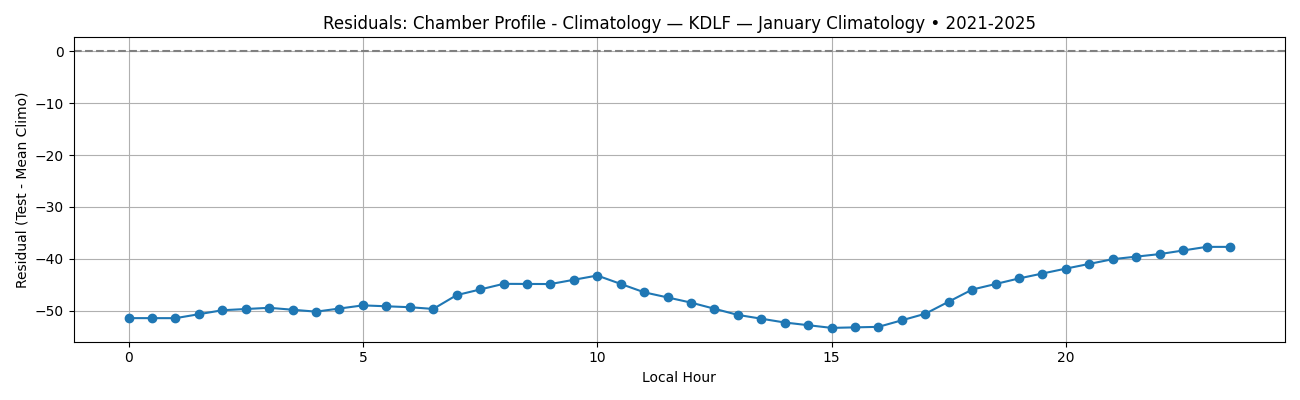 Residuals: Chamber Profile - Climatology — KDLF — January Climatology • 2021-2025
Residual (Test - Mean Climo)
0
−10
−20
−30
−40
−50
0 5 10 15 20
Local Hour